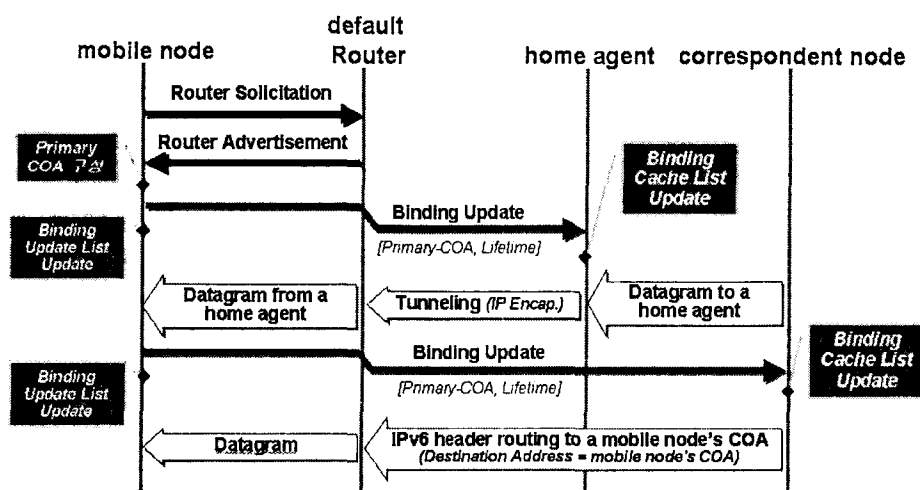 mobile node
default
Router
home agent
correspondent node
Router Solicitation
Router Advertisement
Primary
COA 구성
Binding
Cache List
Update
Binding Update
[Primary-COA, Lifetime]
Binding
Update List
Update
Datagram from a
home agent
Tunneling (IP Encap.)
Datagram to a
home agent
Binding Update
[Primary-COA, Lifetime]
Binding
Cache List
Update
Binding
Update List
Update
Datagram
IPv6 header routing to a mobile node's COA
(Destination Address = mobile node's COA)